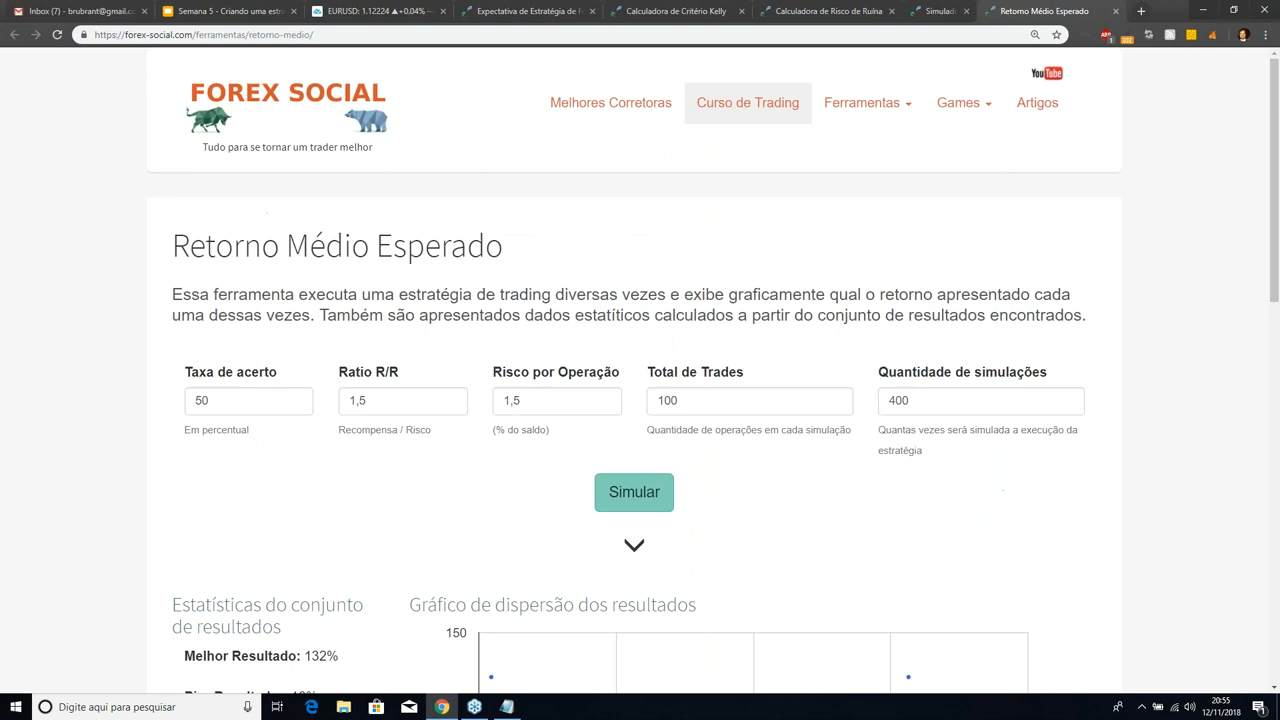 Inbox (7) - brubrant@gmail.c
Semana 5 - Estratégias para
EURUSD: 1.12224 ▲+0.04%
Expectativa de Estratégia de F
Calculadora de Critério Kelly
Calculadora de Risco de Ruína
Simulador
Retorno Médio Esperado
https://forex-social.com/ferramentas/retorno-medio/
FOREX SOCIAL
Tudo para se tornar um trader melhor
YouTube
Melhores Corretoras
Curso de Trading
Ferramentas
Games
Artigos
Retorno Médio Esperado
Essa ferramenta executa uma estratégia de trading diversas vezes e exibe graficamente qual o retorno apresentado cada
uma dessas vezes. Também são apresentados dados estatíticos calculados a partir do conjunto de resultados encontrados.
Taxa de acerto
Ratio R/R
Risco por Operação
Total de Trades
Quantidade de simulações
50
1,5
1,5
100
400
Em percentual
Recompensa / Risco
(% do saldo)
Quantidade de operações em cada simulação
Quantas vezes será simulada a execução da
estratégia
Simular
Estatísticas do conjunto
de resultados
Gráfico de dispersão dos resultados
150
Melhor Resultado: 132%
Digite aqui para pesquisar
20:55
12/11/2018